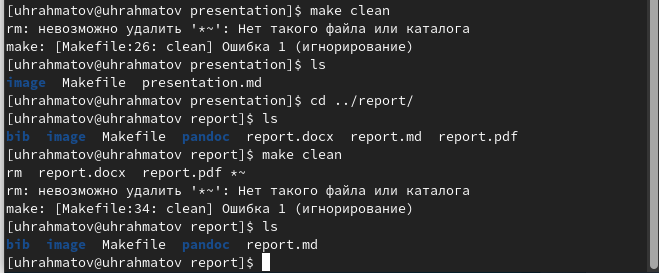 [uhrahmatov@uhrahmatov presentation]$ make clean
rm: невозможно удалить '*~': Нет такого файла или каталога
make: [Makefile:26: clean] Ошибка 1 (игнорирование)
[uhrahmatov@uhrahmatov presentation]$ ls
image  Makefile  presentation.md
[uhrahmatov@uhrahmatov presentation]$ cd ../report/
[uhrahmatov@uhrahmatov report]$ ls
bib  image  Makefile  pandoc  report.docx  report.md  report.pdf
[uhrahmatov@uhrahmatov report]$ make clean
rm  report.docx  report.pdf *~
rm: невозможно удалить '*~': Нет такого файла или каталога
make: [Makefile:34: clean] Ошибка 1 (игнорирование)
[uhrahmatov@uhrahmatov report]$ ls
bib  image  Makefile  pandoc  report.md
[uhrahmatov@uhrahmatov report]$